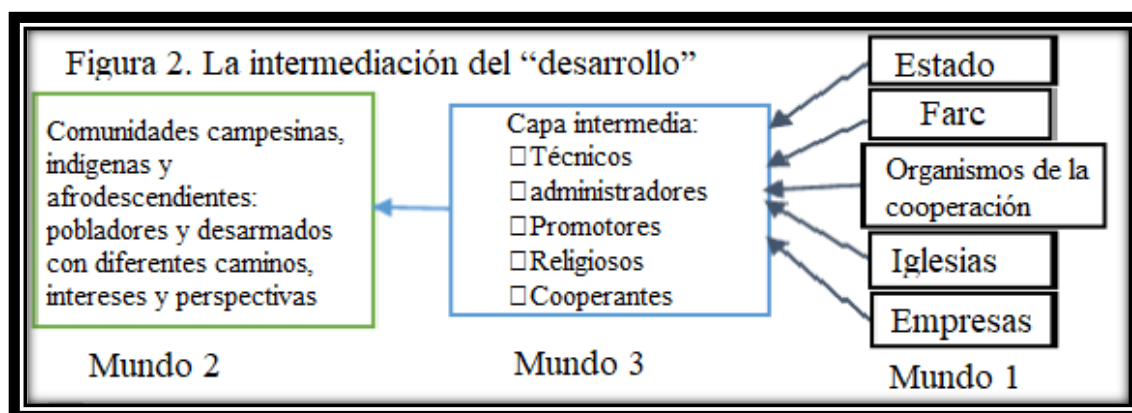 Figura 2. La intermediación del “desarrollo”
Comunidades campesinas,
indígenas y
afrodescendientes:
pobladores y desarmados
con diferentes caminos,
intereses y perspectivas
Mundo 2
Capa intermedia:
□Técnicos
□administradores
□Promotores
□Religiosos
□Cooperantes
Mundo 3
Estado
Farc
Organismos de la
cooperación
Iglesias
Empresas
Mundo 1